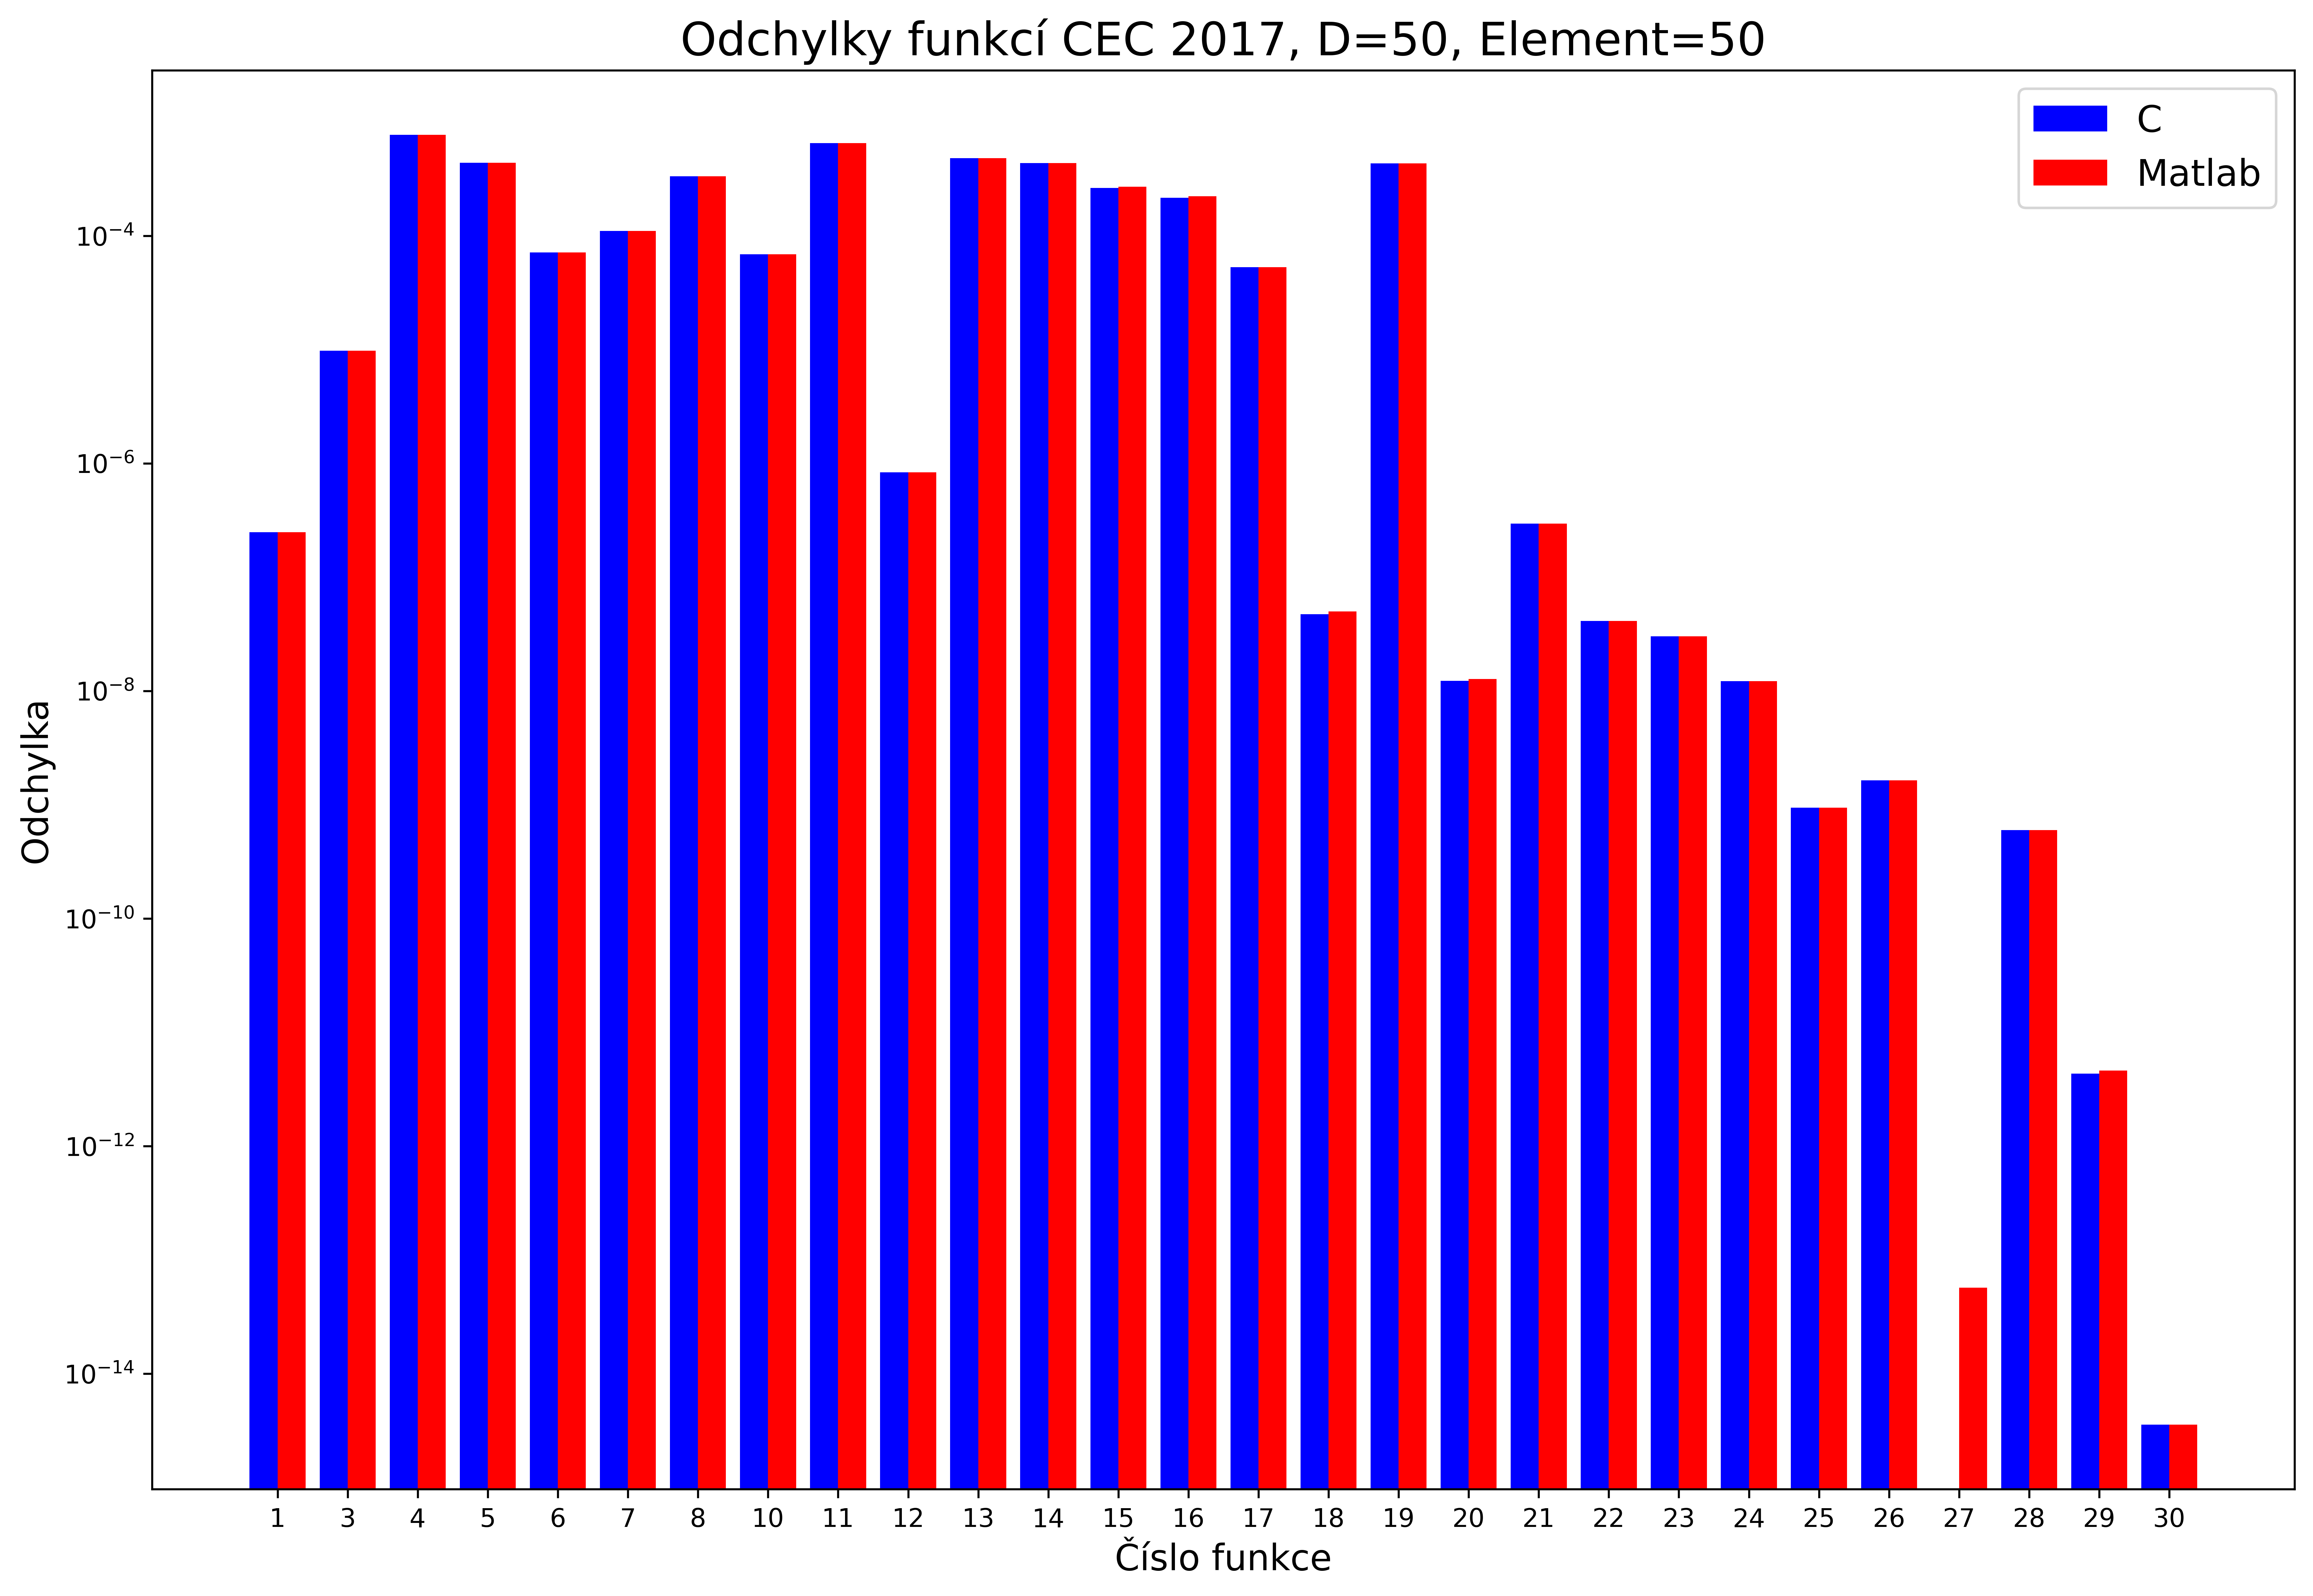 Odchylky funkcí CEC 2017, D=50, Element=50
C
Matlab
10⁻⁴
10⁻⁶
10⁻⁸
10⁻¹⁰
10⁻¹²
10⁻¹⁴
Odchylka
1 3 4 5 6 7 8 10 11 12 13 14 15 16 17 18 19 20 21 22 23 24 25 26 27 28 29 30
Číslo funkce